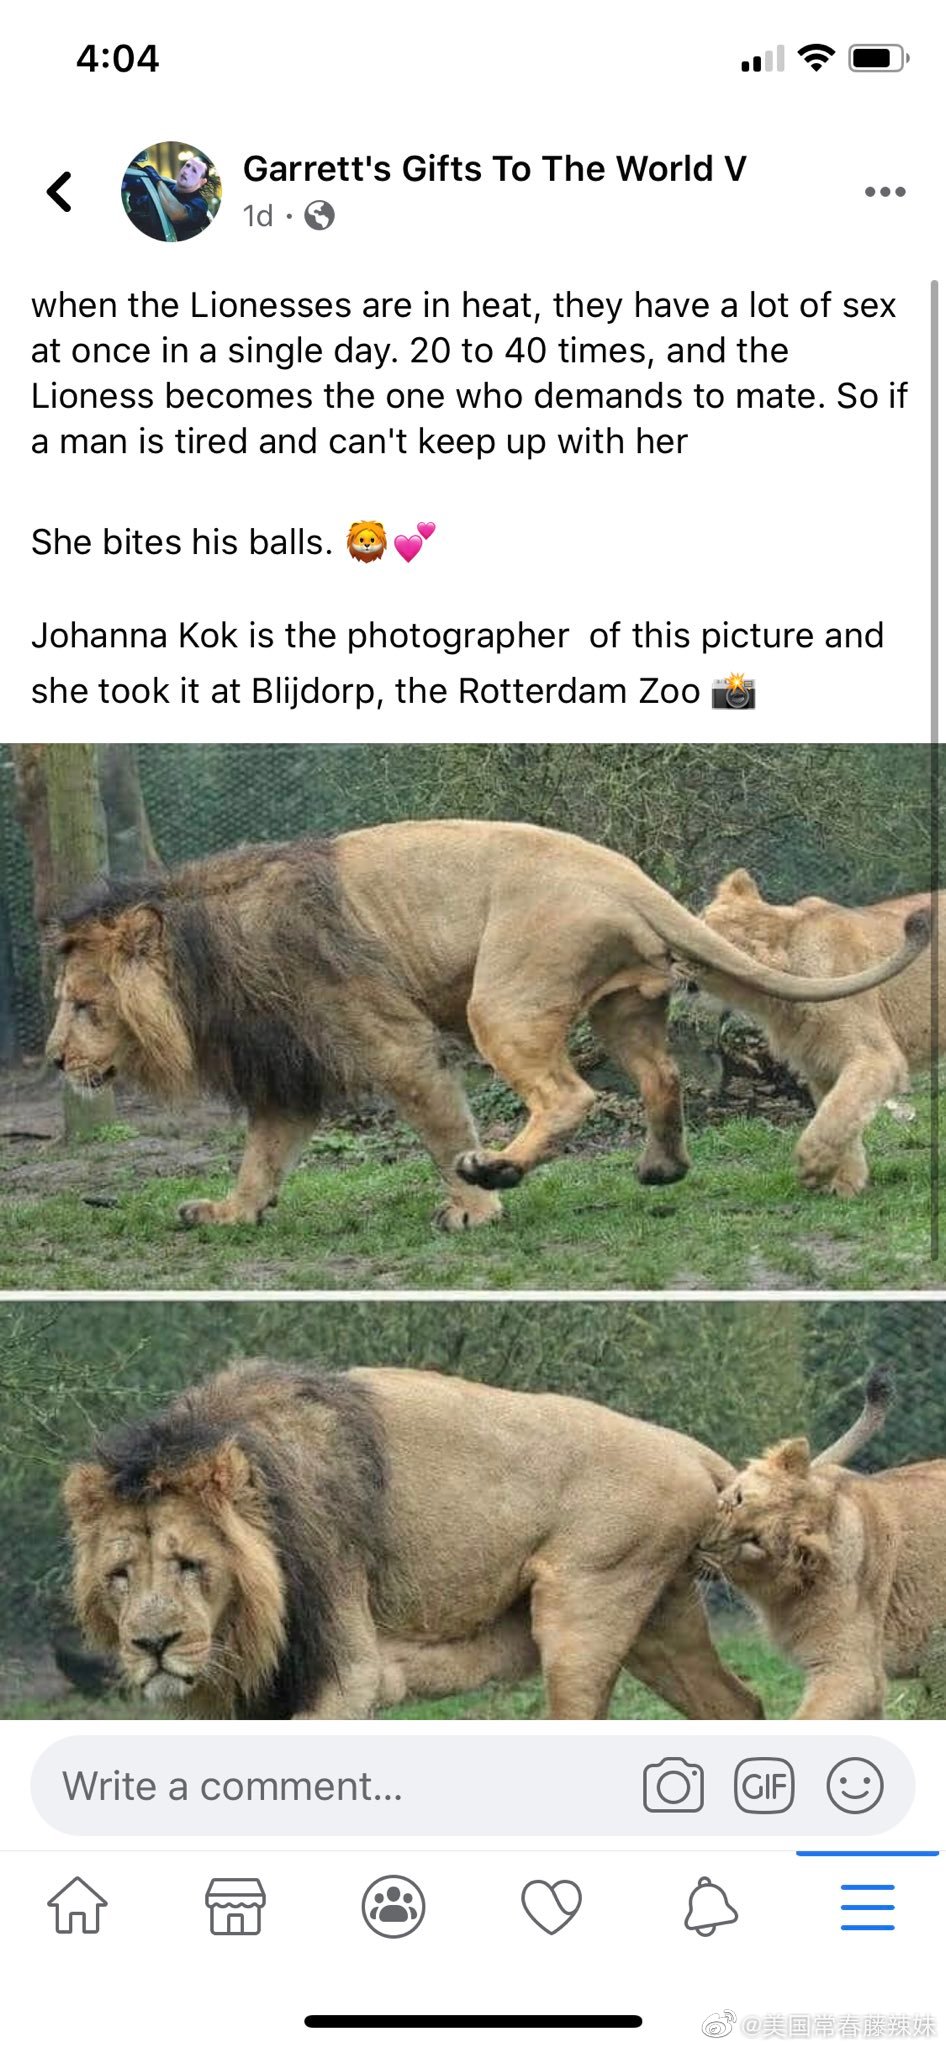 4:04
Garrett's Gifts To The World V
1d ·
when the Lionesses are in heat, they have a lot of sex
at once in a single day. 20 to 40 times, and the
Lioness becomes the one who demands to mate. So if
a man is tired and can't keep up with her
She bites his balls. 🦁💕
Johanna Kok is the photographer  of this picture and
she took it at Blijdorp, the Rotterdam Zoo 📸
Write a comment...
GIF
@美国常春藤辣妹